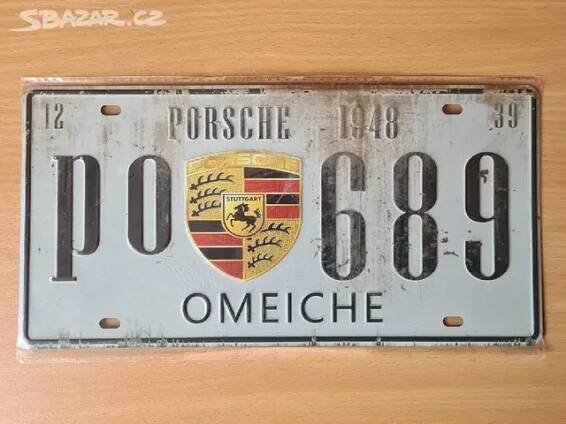 SBAZAR.CZ
12 PORSCHE 1948 39
PO 689
STUTTGART
OMEICHE